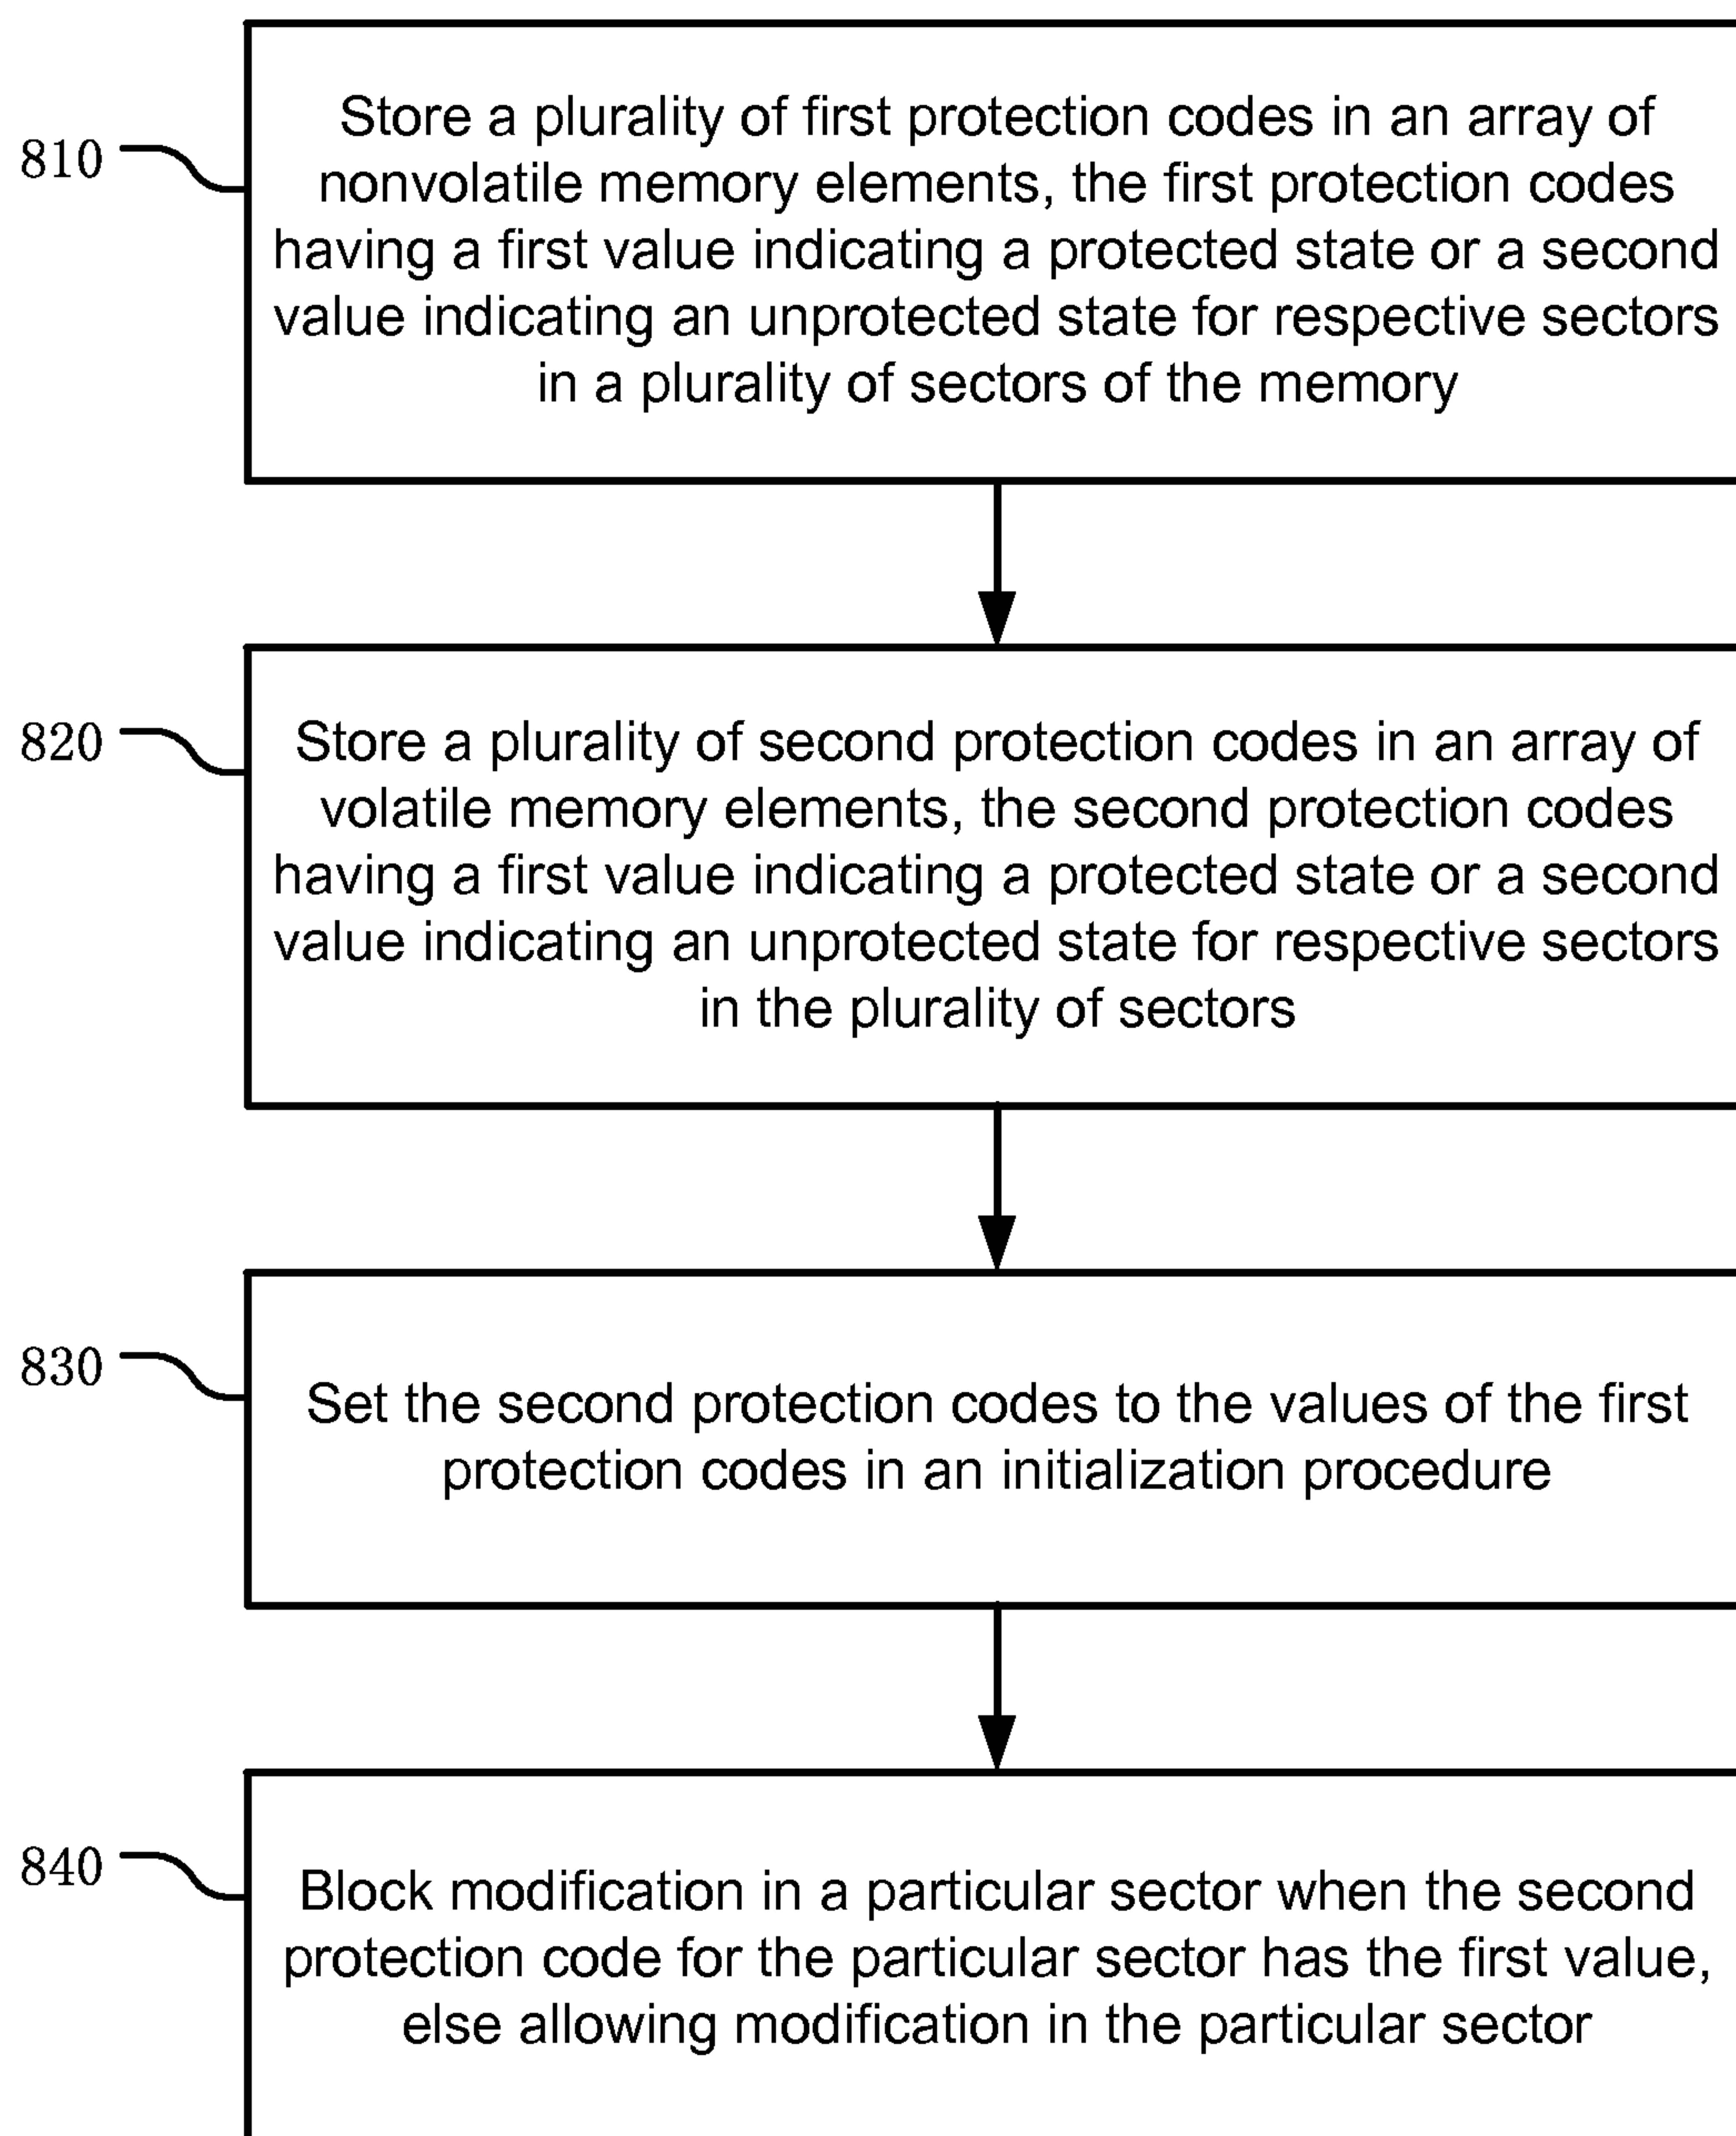 810
Store a plurality of first protection codes in an array of
nonvolatile memory elements, the first protection codes
having a first value indicating a protected state or a second
value indicating an unprotected state for respective sectors
in a plurality of sectors of the memory
820
Store a plurality of second protection codes in an array of
volatile memory elements, the second protection codes
having a first value indicating a protected state or a second
value indicating an unprotected state for respective sectors
in the plurality of sectors
830
Set the second protection codes to the values of the first
protection codes in an initialization procedure
840
Block modification in a particular sector when the second
protection code for the particular sector has the first value,
else allowing modification in the particular sector